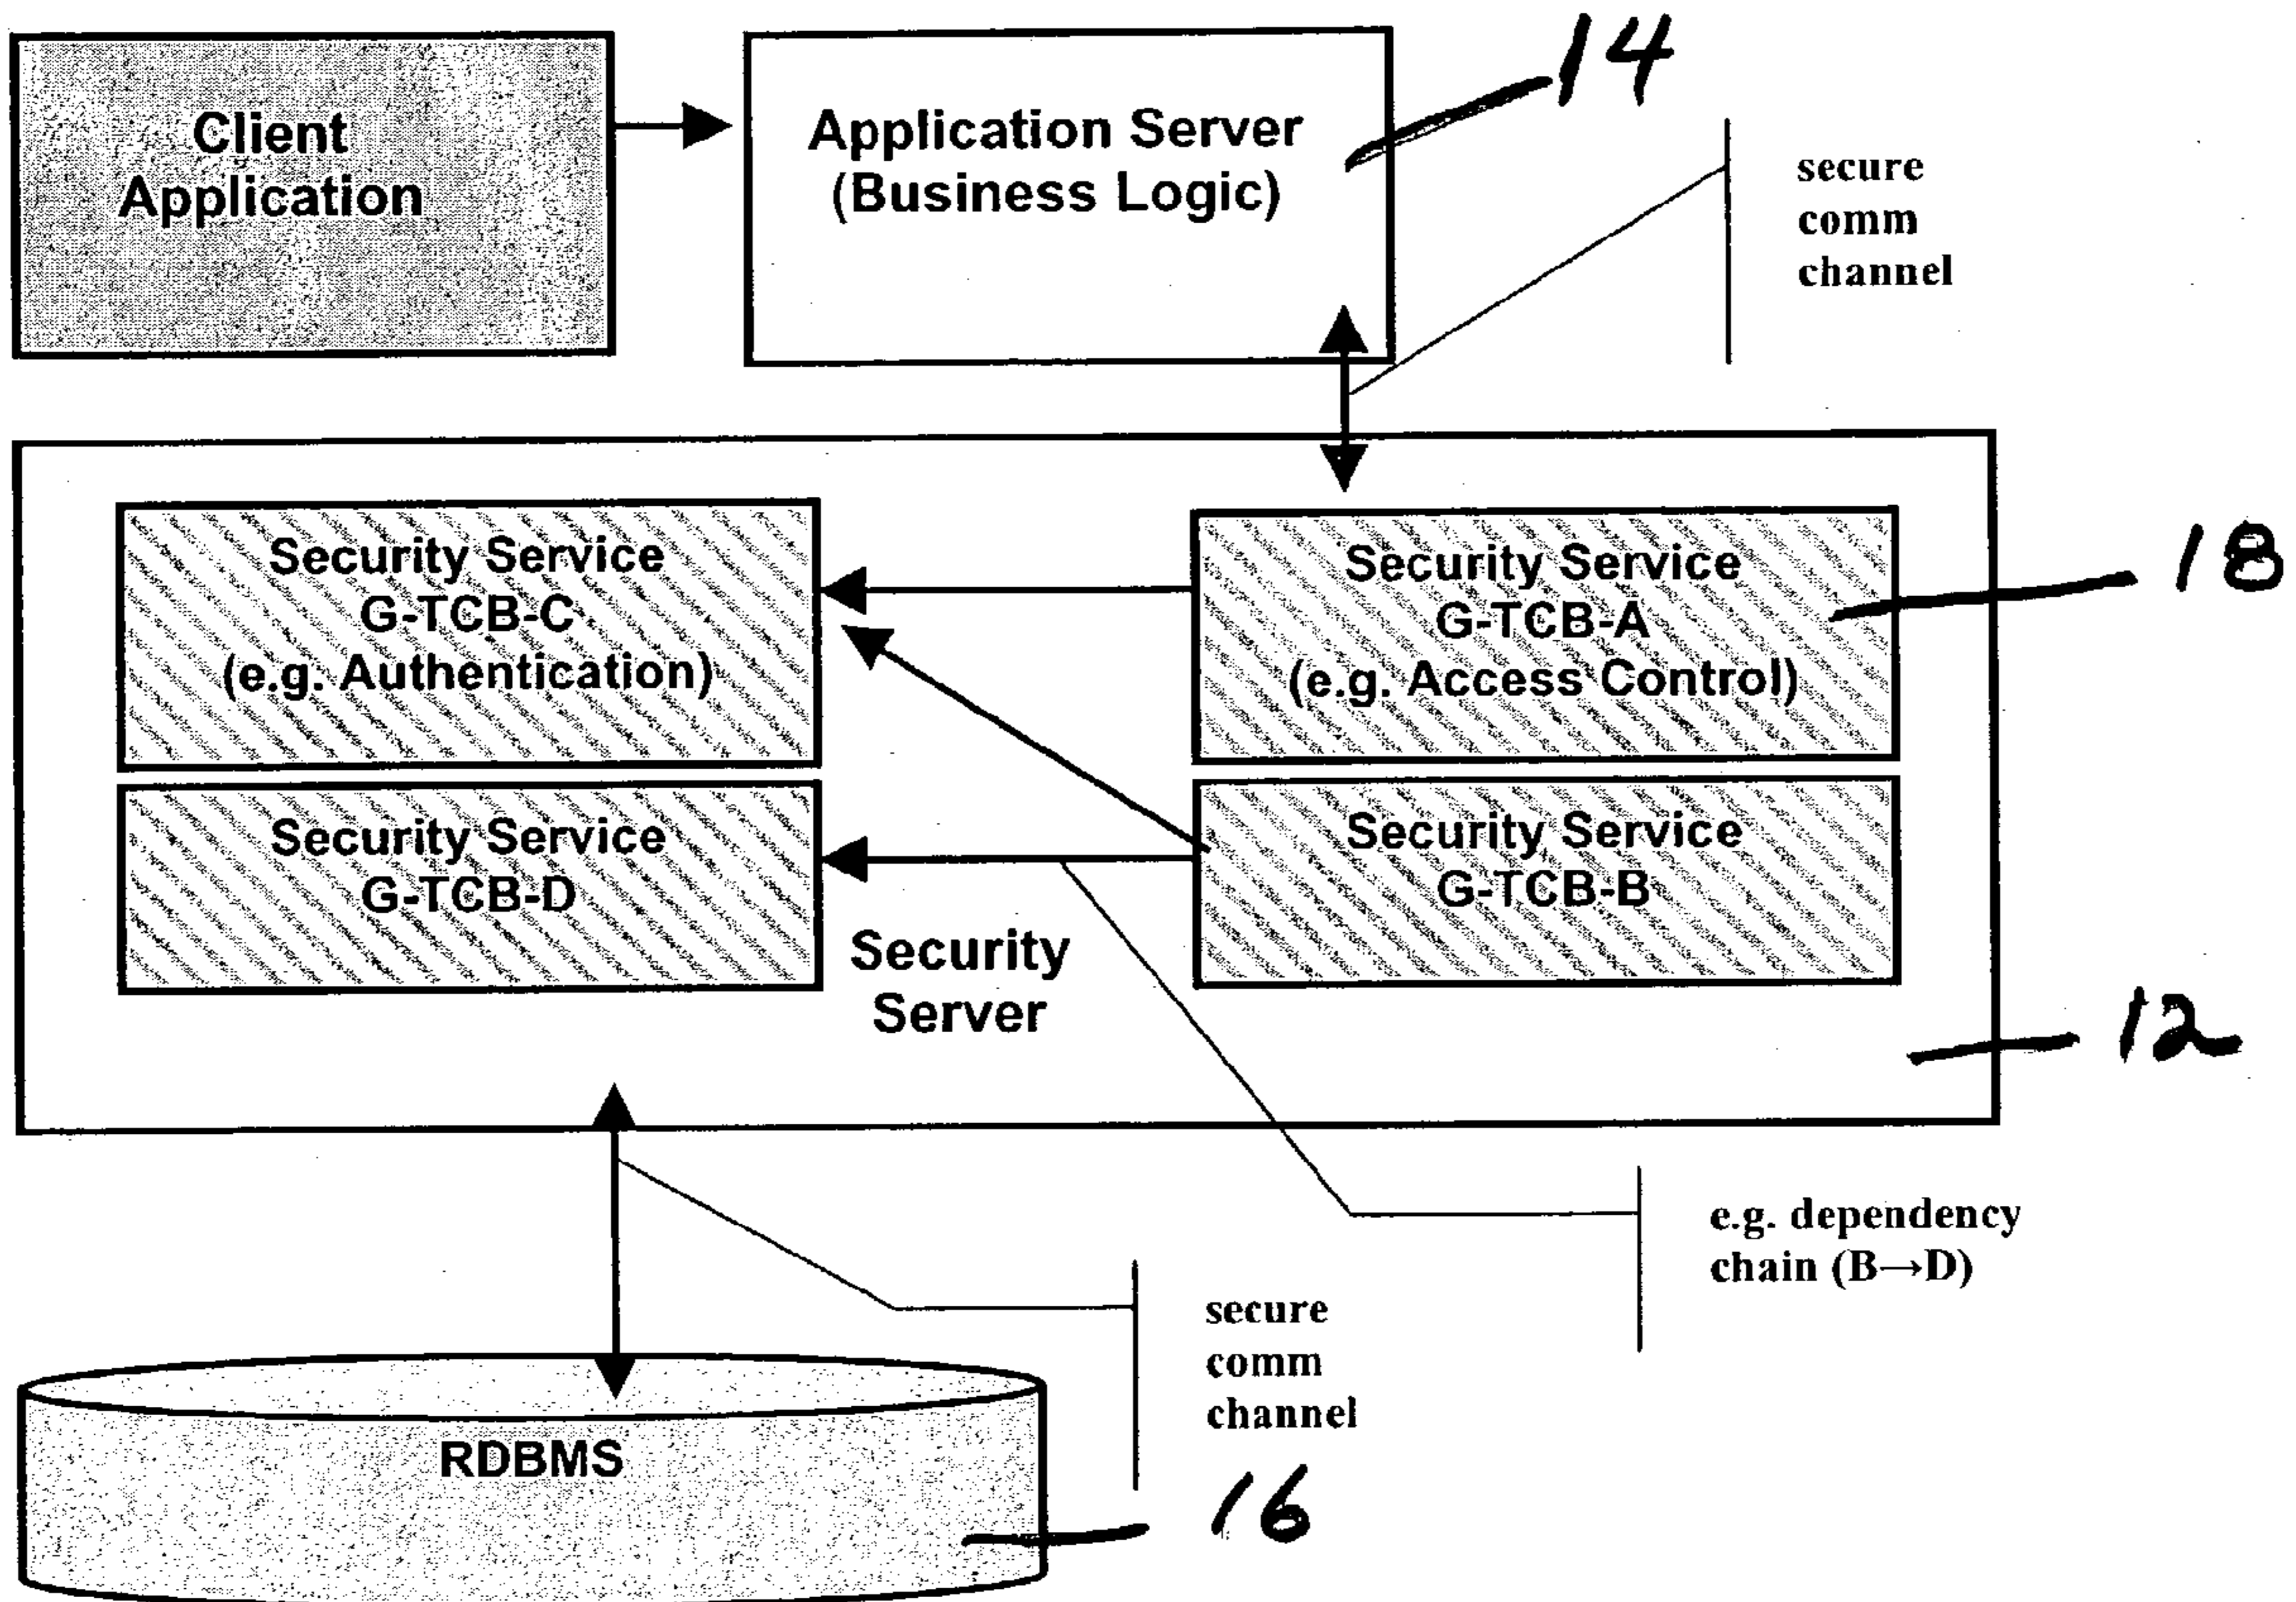 Client
Application
Application Server
(Business Logic)
14
secure
comm
channel
Security Service
G-TCB-C
(e.g. Authentication)
Security Service
G-TCB-A
(e.g. Access Control)
18
Security Service
G-TCB-D
Security Service
G-TCB-B
Security
Server
12
e.g. dependency
chain (B→D)
secure
comm
channel
RDBMS
16